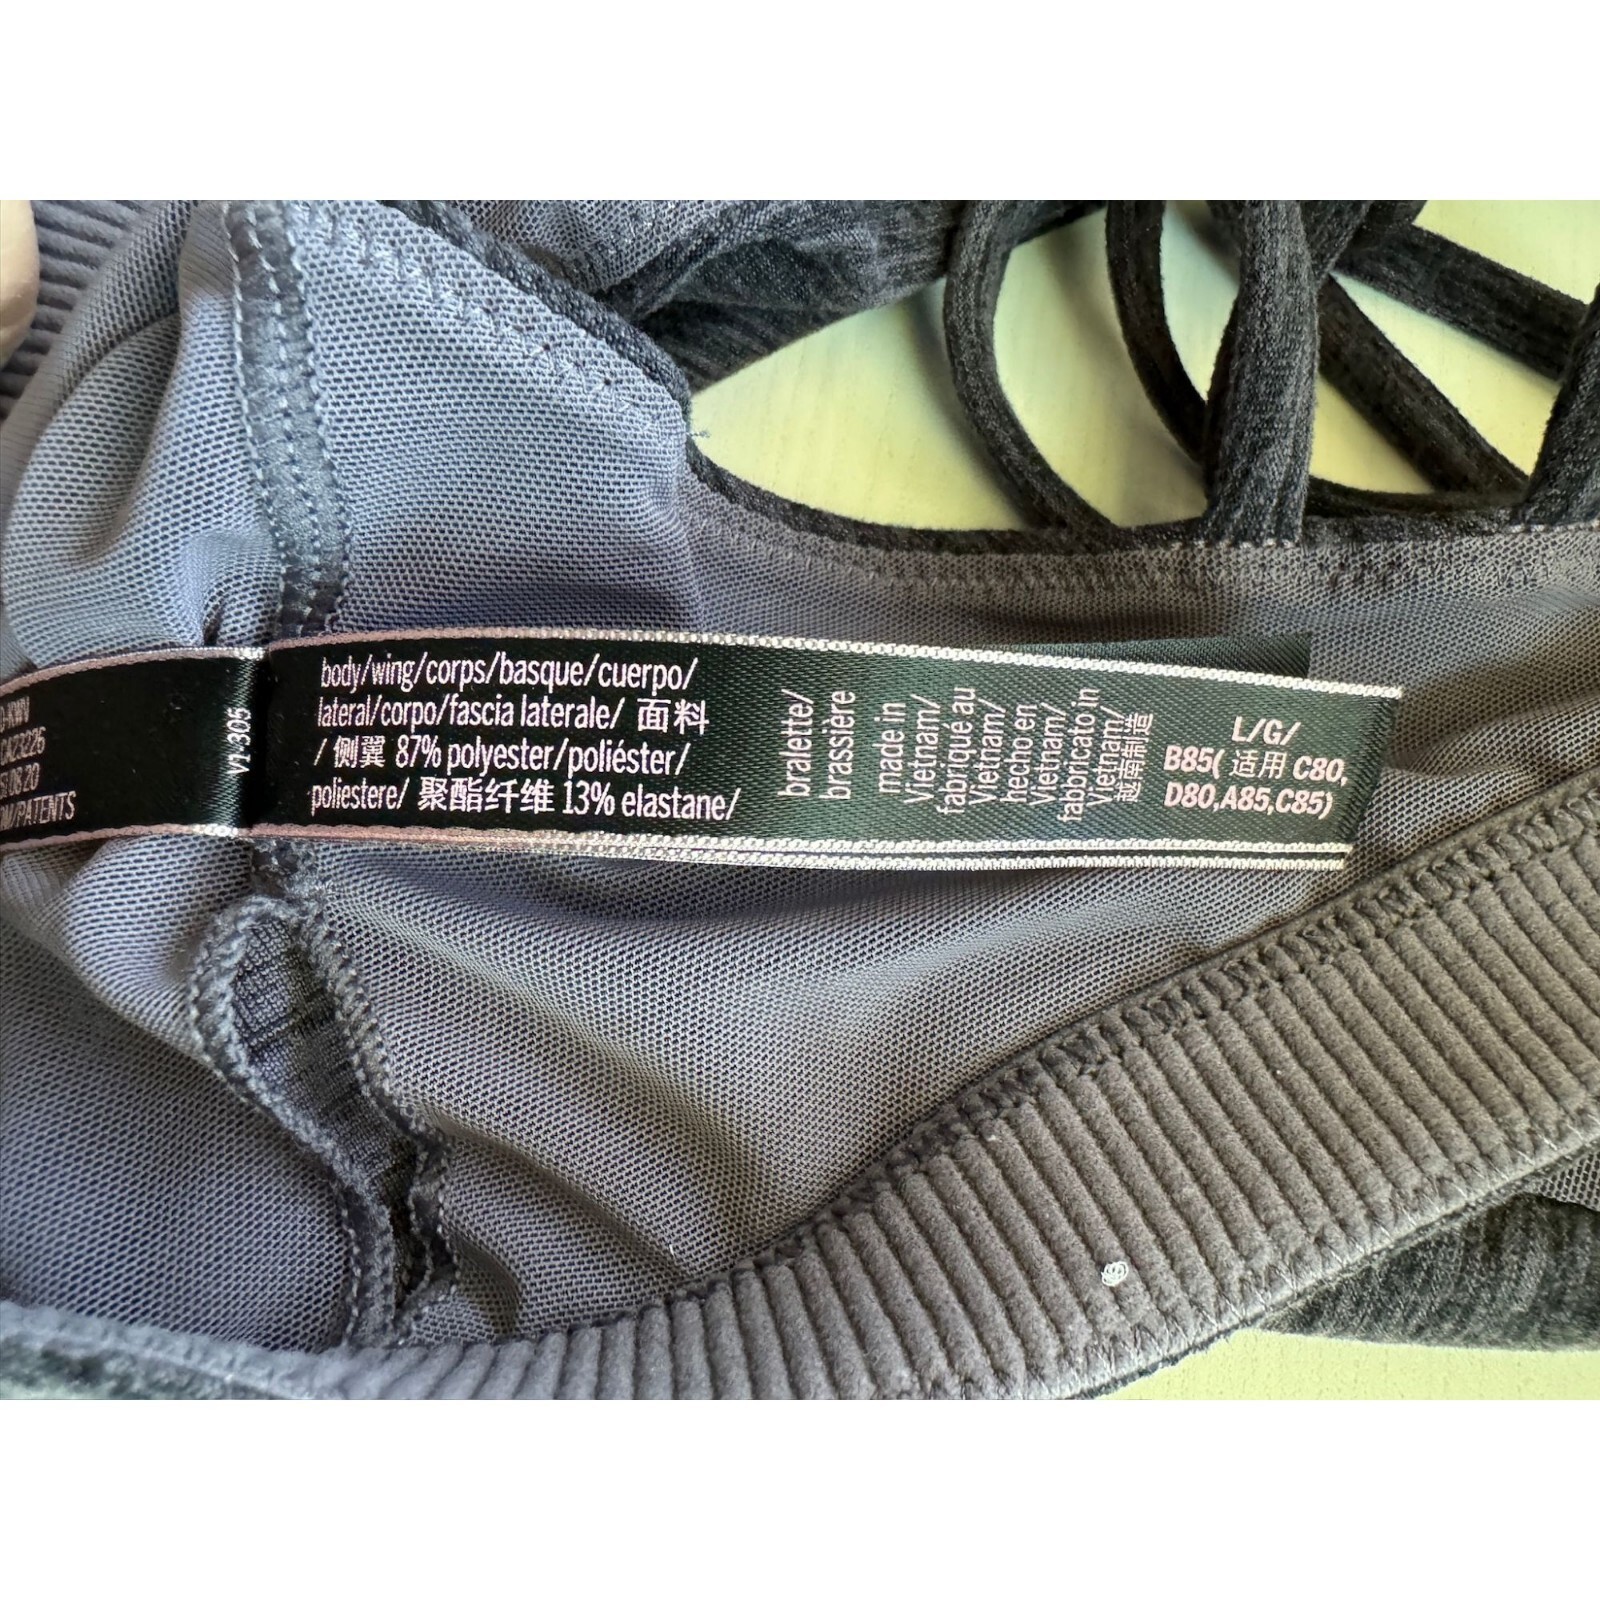 CA23226
V1 305
body/wing/corps/basque/cuerpo/
lateral/corpo/fascia laterale/ 面料
/ 侧翼 87% polyester/poliéster/
poliestere/ 聚酯纤维 13% elastane/
bralette/
brassière
made in
Vietnam/
fabriqué au
Vietnam/
hecho en
Vietnam/
fabricato in
Vietnam/
越南制造
L/G/
B85( 适用 C80,
D80,A85,C85)